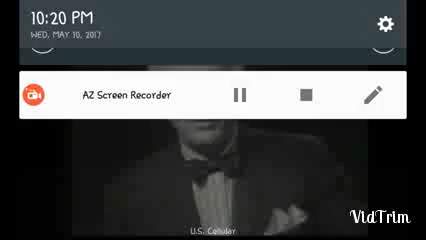 10:20 PM
WED, MAY 10, 2017
AZ Screen Recorder
U.S. Cellular
VidTrim